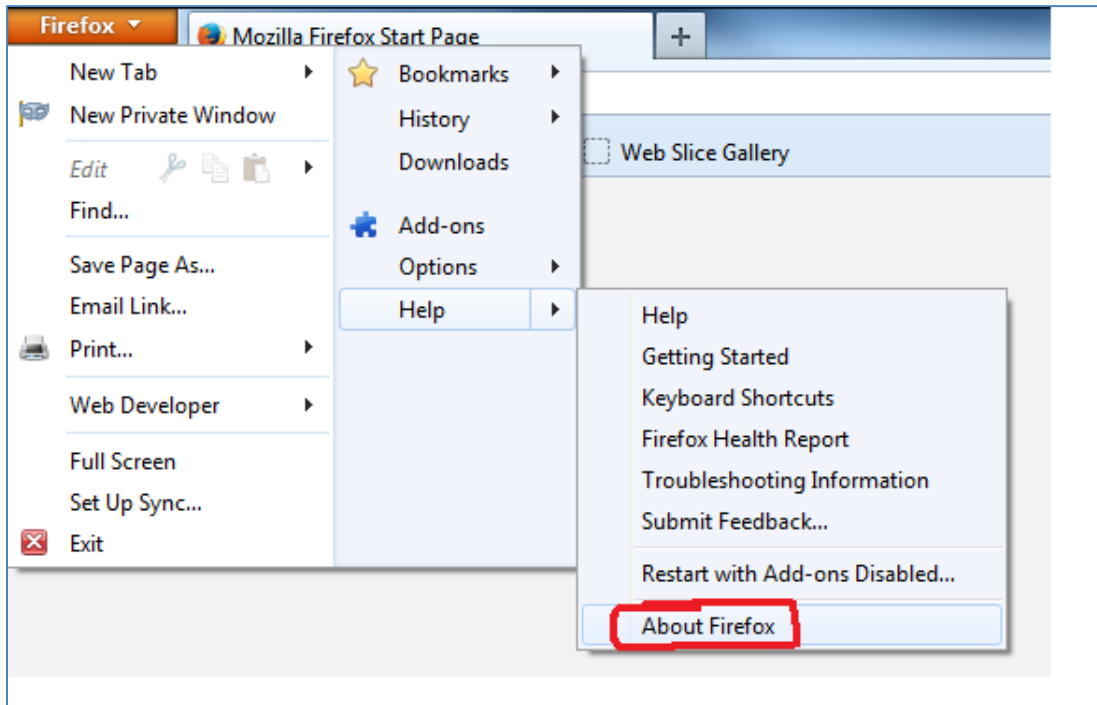 Firefox
Mozilla Firefox Start Page
New Tab
New Private Window
Edit
Find...
Save Page As...
Email Link...
Print...
Web Developer
Full Screen
Set Up Sync...
Exit
Bookmarks
History
Downloads
Add-ons
Options
Help
Web Slice Gallery
Help
Getting Started
Keyboard Shortcuts
Firefox Health Report
Troubleshooting Information
Submit Feedback...
Restart with Add-ons Disabled...
About Firefox